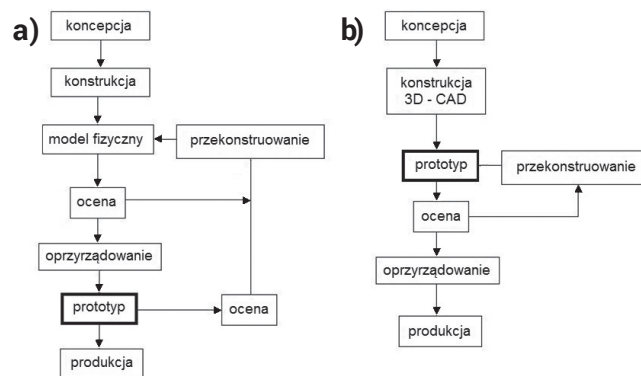 a)
koncepcja
konstrukcja
model fizyczny
przekonstruowanie
ocena
oprzyrządowanie
prototyp
ocena
produkcja
b)
koncepcja
konstrukcja
3D - CAD
prototyp
przekonstruowanie
ocena
oprzyrządowanie
produkcja